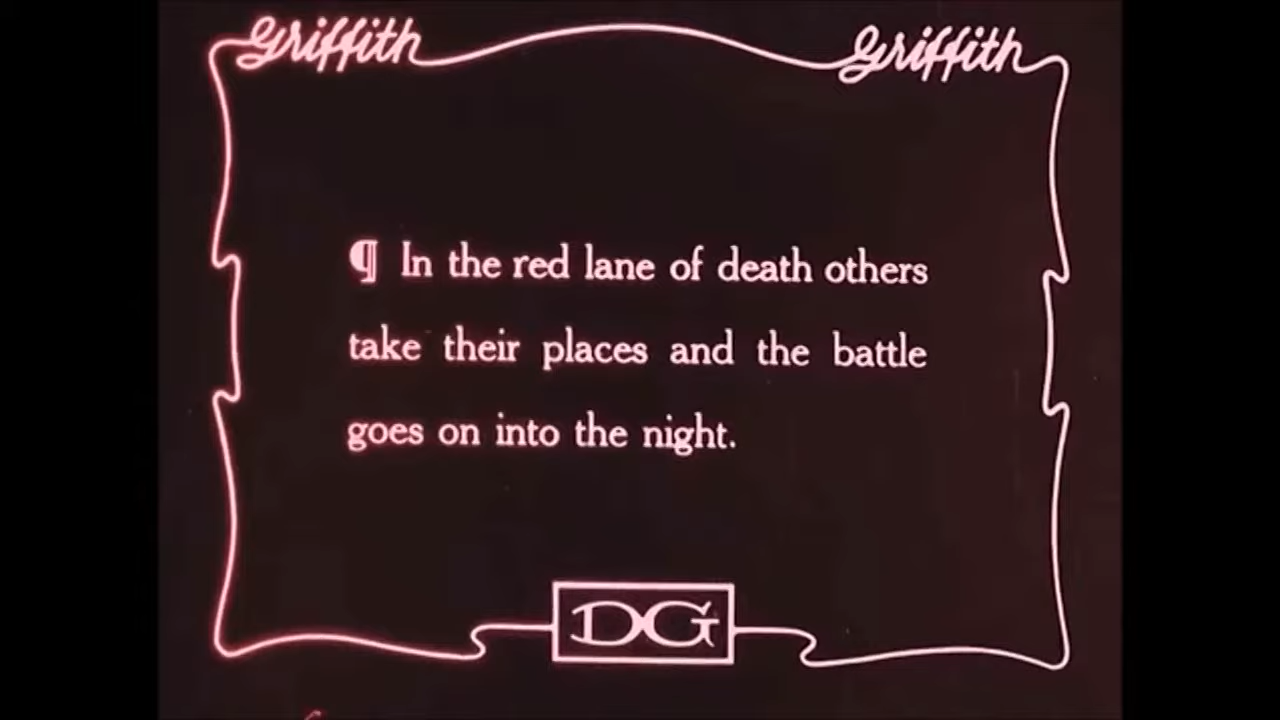 Griffith Griffith
¶ In the red lane of death others
take their places and the battle
goes on into the night.
DG